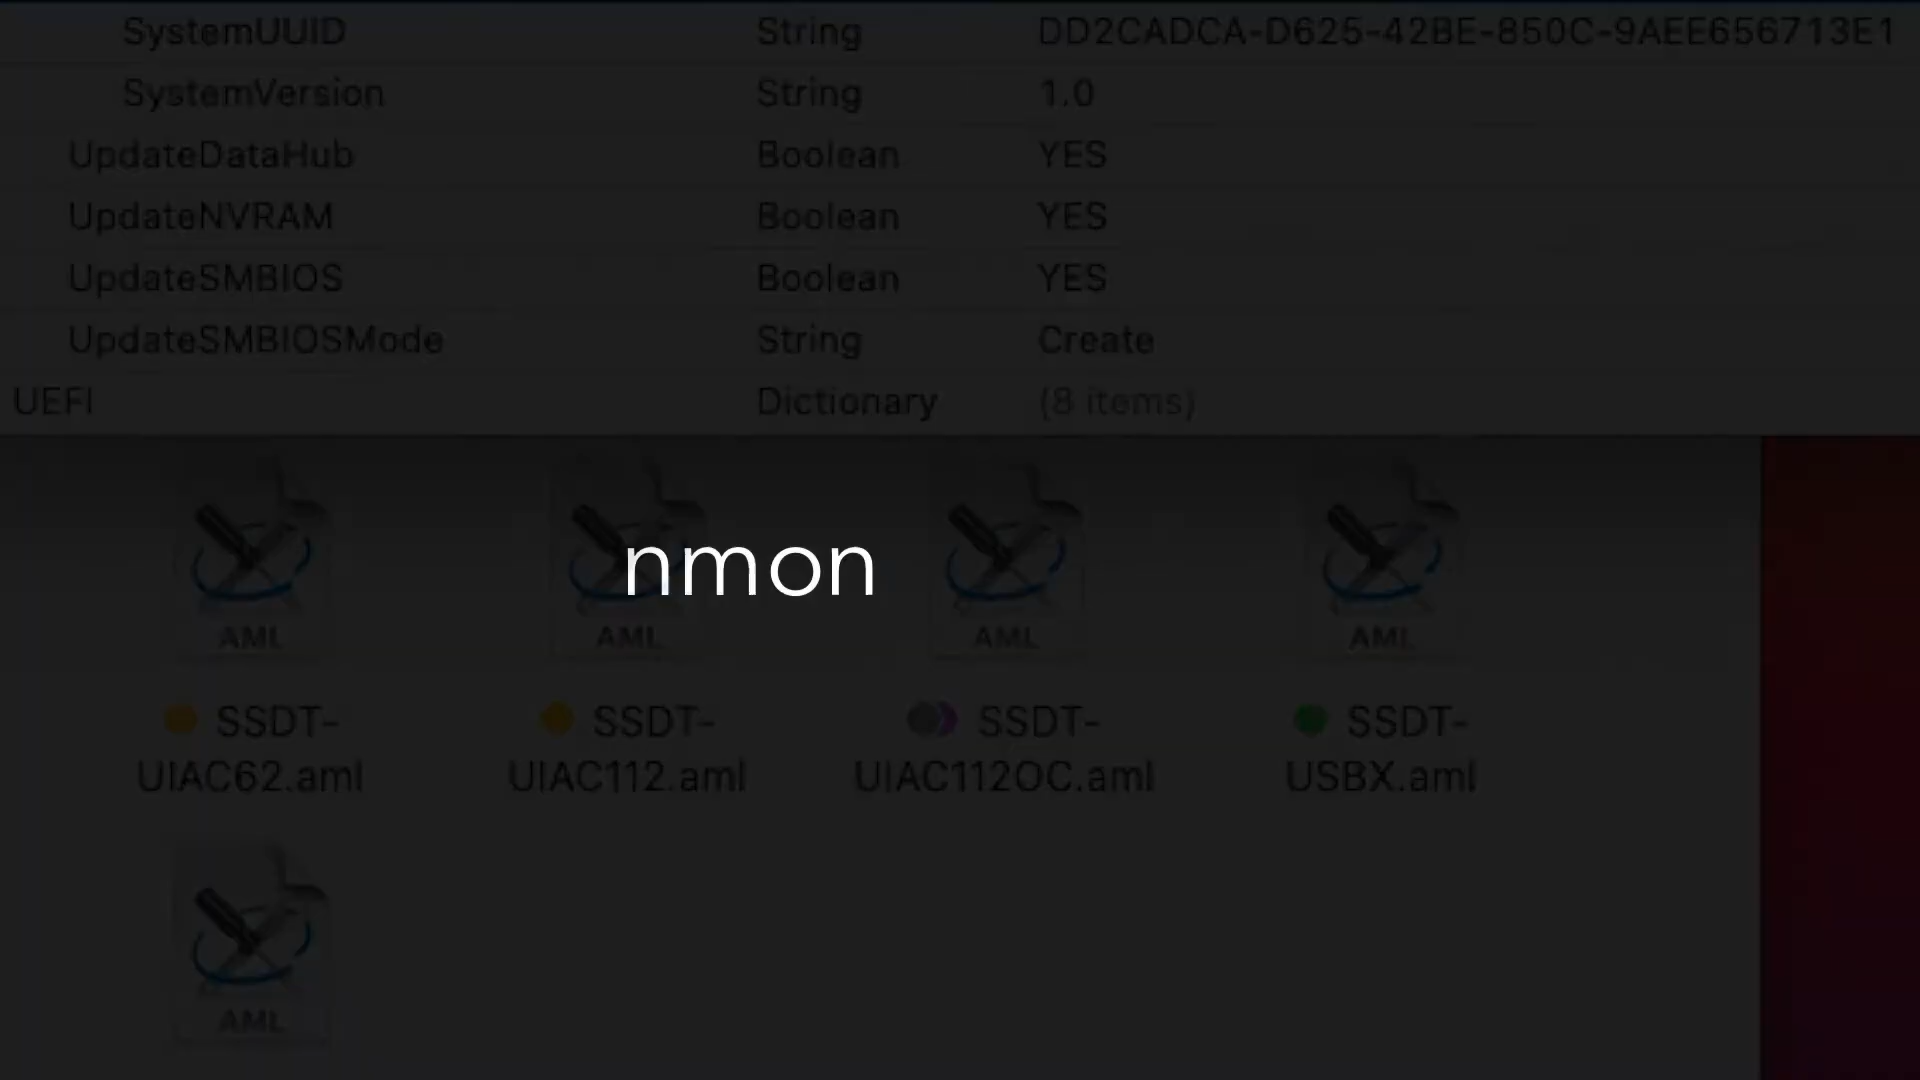 SystemUUID String DD2CADCA-D625-42BE-850C-9AEE656713E1
SystemVersion String 1.0
UpdateDataHub Boolean YES
UpdateNVRAM Boolean YES
UpdateSMBIOS Boolean YES
UpdateSMBIOSMode String Create
UEFI Dictionary (8 items)
nmon
AML AML AML AML
SSDT- SSDT- SSDT- SSDT-
UIAC62.aml UIAC112.aml UIAC112OC.aml USBX.aml
AML